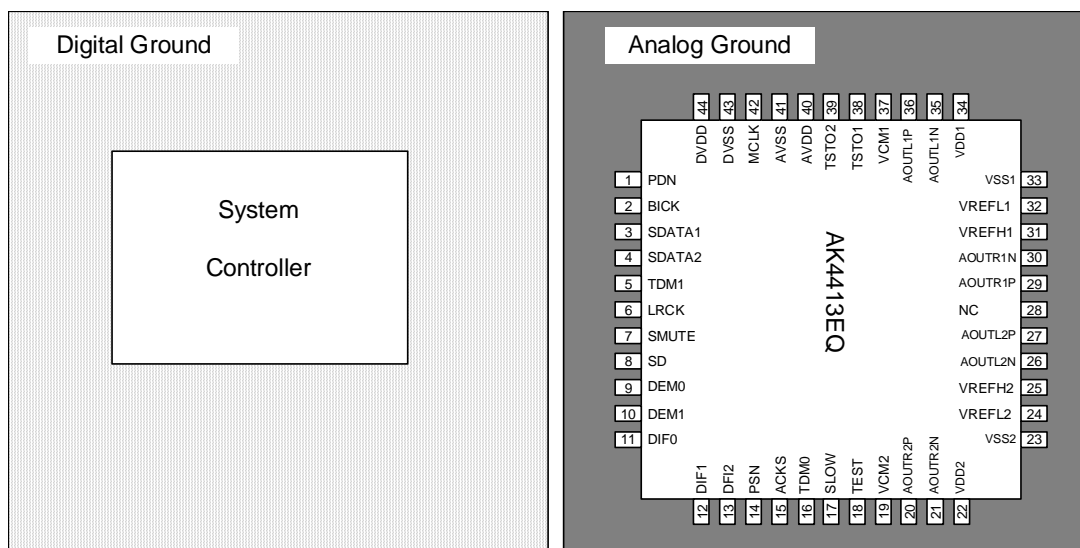 Digital Ground
Analog Ground
System
Controller
AK4413EQ
44 DVDD
43 DVSS
42 MCLK
41 AVSS
40 AVDD
39 TSTO2
38 TSTO1
37 VCM1
36 AOUTL1P
35 AOUTL1N
34 VDD1
1 PDN
2 BICK
3 SDATA1
4 SDATA2
5 TDM1
6 LRCK
7 SMUTE
8 SD
9 DEM0
10 DEM1
11 DIF0
VSS1 33
VREFL1 32
VREFH1 31
AOUTR1N 30
AOUTR1P 29
NC 28
AOUTL2P 27
AOUTL2N 26
VREFH2 25
VREFL2 24
VSS2 23
DIF1 12
DFI2 13
PSN 14
ACKS 15
TDM0 16
SLOW 17
TEST 18
VCM2 19
AOUTR2P 20
AOUTR2N 21
VDD2 22